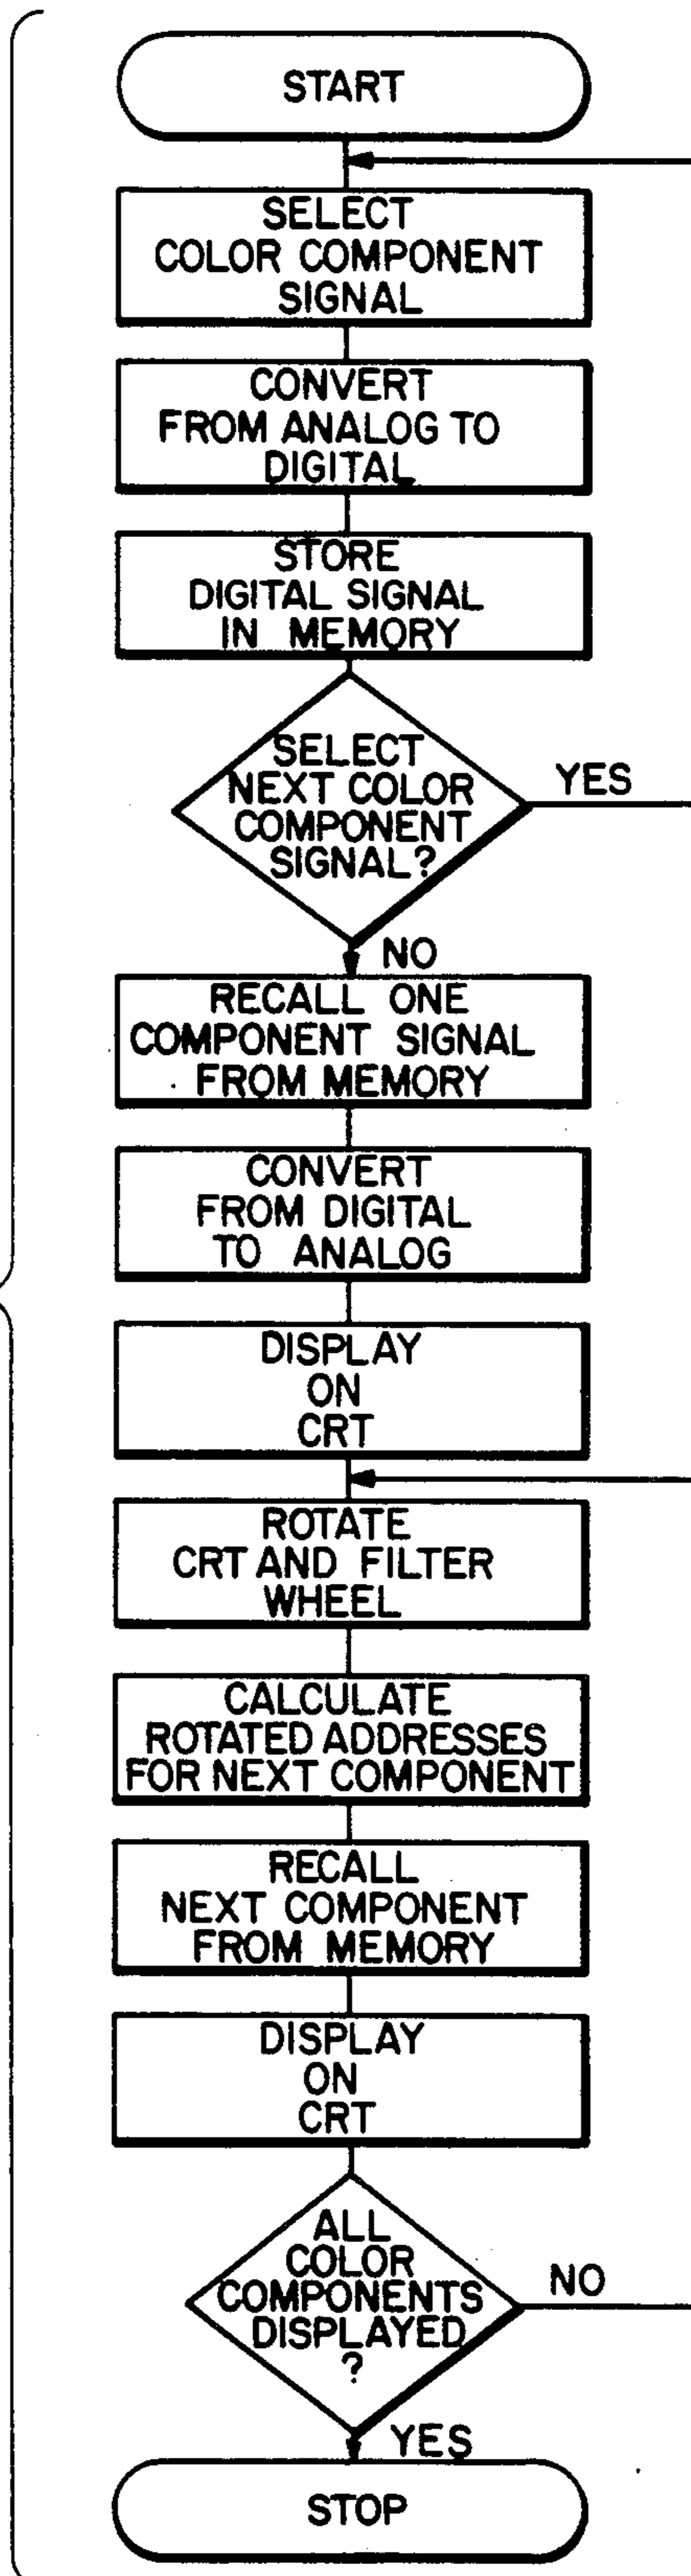 START
SELECT
COLOR COMPONENT
SIGNAL
CONVERT
FROM ANALOG TO
DIGITAL
STORE
DIGITAL SIGNAL
IN MEMORY
SELECT
NEXT COLOR
COMPONENT
SIGNAL?
YES
NO
RECALL ONE
COMPONENT SIGNAL
FROM MEMORY
CONVERT
FROM DIGITAL
TO ANALOG
DISPLAY
ON
CRT
ROTATE
CRT AND FILTER
WHEEL
CALCULATE
ROTATED ADDRESSES
FOR NEXT COMPONENT
RECALL
NEXT COMPONENT
FROM MEMORY
DISPLAY
ON
CRT
ALL
COLOR
COMPONENTS
DISPLAYED
?
NO
YES
STOP